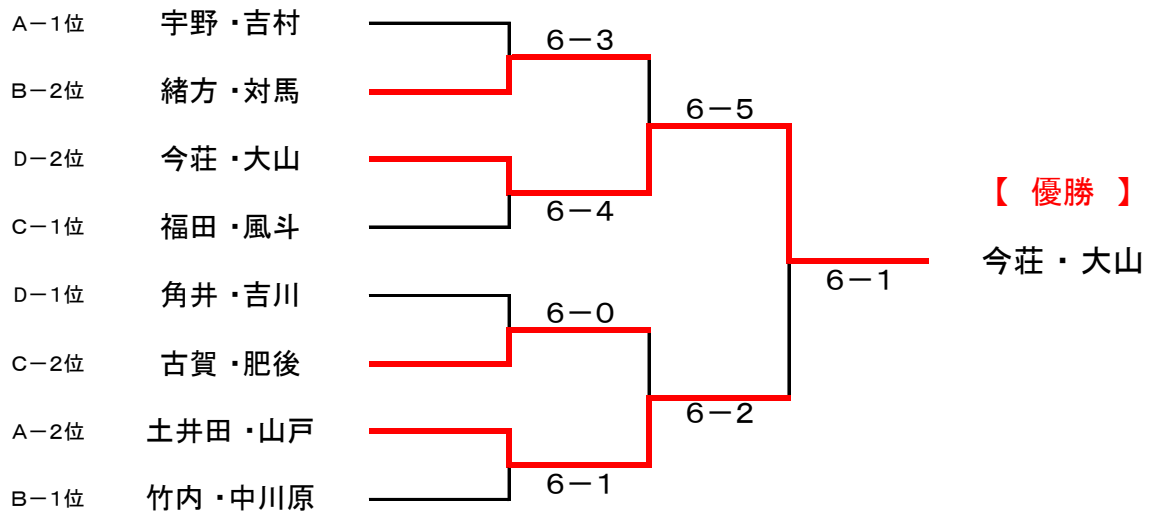 A－1位 宇野・吉村
6－3
B－2位 緒方・対馬
6－5
D－2位 今荘・大山
【 優勝 】
6－4
C－1位 福田・風斗
今荘・大山
6－1
D－1位 角井・吉川
6－0
C－2位 古賀・肥後
6－2
A－2位 土井田・山戸
6－1
B－1位 竹内・中川原